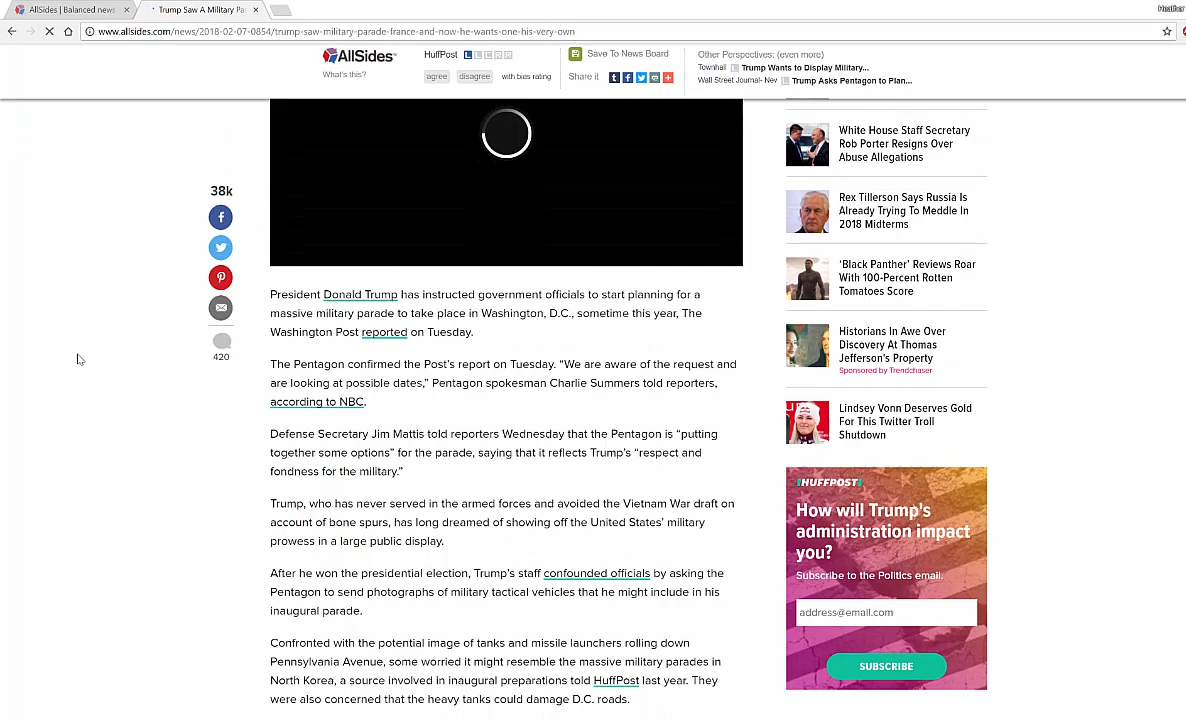 AllSides | Balanced news
Trump Saw A Military Pa
Heather
www.allsides.com/news/2018-02-07-0854/trump-saw-military-parade-france-and-now-he-wants-one-his-very-own
AllSides™
What's this?
HuffPost L L C R R
agree disagree with bias rating
Save To News Board
Share it
Other Perspectives: (even more)
Townhall Trump Wants to Display Military...
Wall Street Journal- Nev Trump Asks Pentagon to Plan...
38k
420
President Donald Trump has instructed government officials to start planning for a
massive military parade to take place in Washington, D.C., sometime this year, The
Washington Post reported on Tuesday.
The Pentagon confirmed the Post's report on Tuesday. “We are aware of the request and
are looking at possible dates,” Pentagon spokesman Charlie Summers told reporters,
according to NBC.
Defense Secretary Jim Mattis told reporters Wednesday that the Pentagon is “putting
together some options” for the parade, saying that it reflects Trump's “respect and
fondness for the military.”
Trump, who has never served in the armed forces and avoided the Vietnam War draft on
account of bone spurs, has long dreamed of showing off the United States' military
prowess in a large public display.
After he won the presidential election, Trump's staff confounded officials by asking the
Pentagon to send photographs of military tactical vehicles that he might include in his
inaugural parade.
Confronted with the potential image of tanks and missile launchers rolling down
Pennsylvania Avenue, some worried it might resemble the massive military parades in
North Korea, a source involved in inaugural preparations told HuffPost last year. They
were also concerned that the heavy tanks could damage D.C. roads.
White House Staff Secretary
Rob Porter Resigns Over
Abuse Allegations
Rex Tillerson Says Russia Is
Already Trying To Meddle In
2018 Midterms
‘Black Panther’ Reviews Roar
With 100-Percent Rotten
Tomatoes Score
Historians In Awe Over
Discovery At Thomas
Jefferson's Property
Sponsored by Trendchaser
Lindsey Vonn Deserves Gold
For This Twitter Troll
Shutdown
HUFFPOST
How will Trump's
administration impact
you?
Subscribe to the Politics email.
address@email.com
SUBSCRIBE